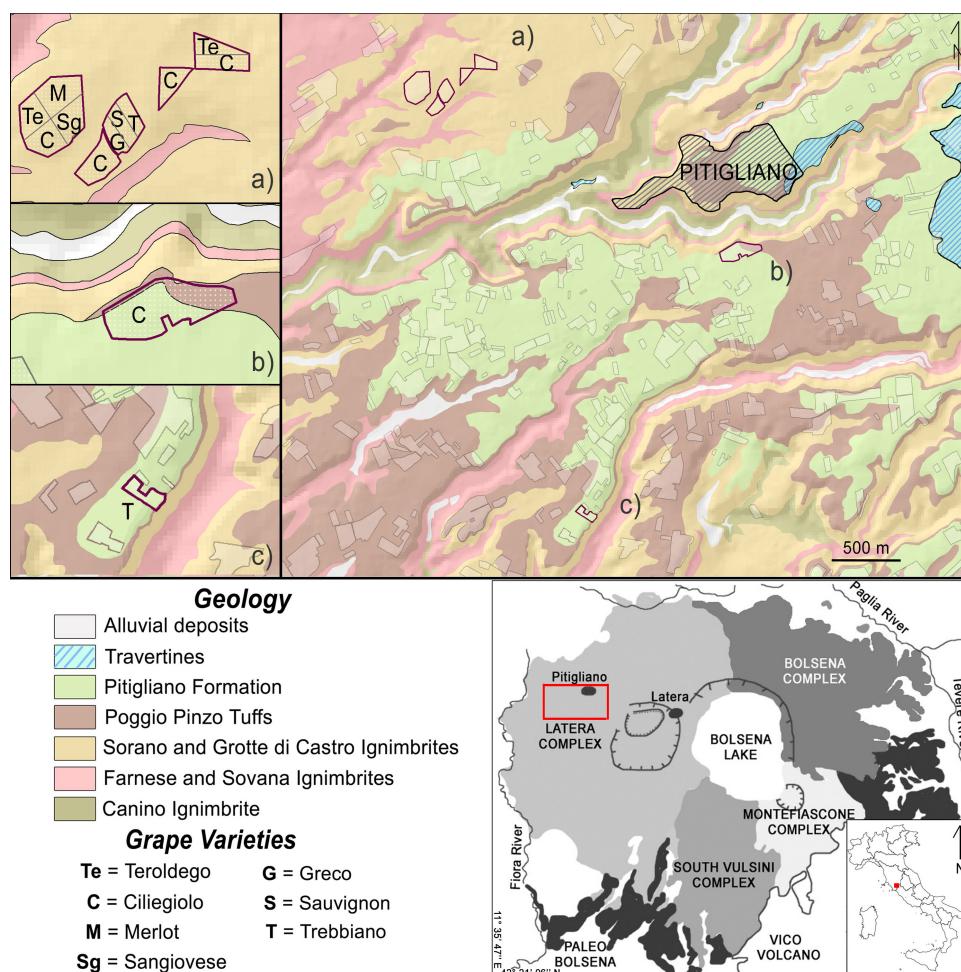 Te
C
C
M
Te
Sg
C
S
T
G
C
a)
C
b)
T
c)
a)
N
PITIGLIANO
b)
c)
500 m
Geology
Alluvial deposits
Travertines
Pitigliano Formation
Poggio Pinzo Tuffs
Sorano and Grotte di Castro Ignimbrites
Farnese and Sovana Ignimbrites
Canino Ignimbrite
Grape Varieties
Te = Teroldego
C = Ciliegiolo
M = Merlot
Sg = Sangiovese
G = Greco
S = Sauvignon
T = Trebbiano
Paglia River
BOLSENA
COMPLEX
Pitigliano
Latera
LATERA
COMPLEX
BOLSENA
LAKE
MONTEFIASCONE
COMPLEX
SOUTH VULSINI
COMPLEX
Fiora River
PALEO
BOLSENA
VICO
VOLCANO
11° 35' 47'' E
N